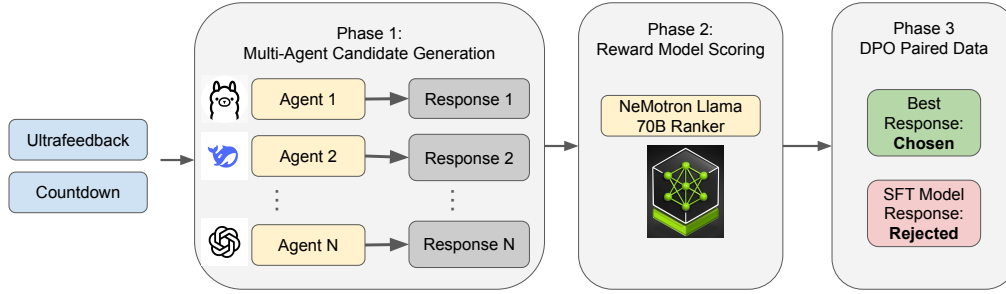 Ultrafeedback
Countdown
Phase 1:
Multi-Agent Candidate Generation
Agent 1
Response 1
Agent 2
Response 2
Agent N
Response N
Phase 2:
Reward Model Scoring
NeMotron Llama
70B Ranker
Phase 3
DPO Paired Data
Best
Response:
Chosen
SFT Model
Response:
Rejected